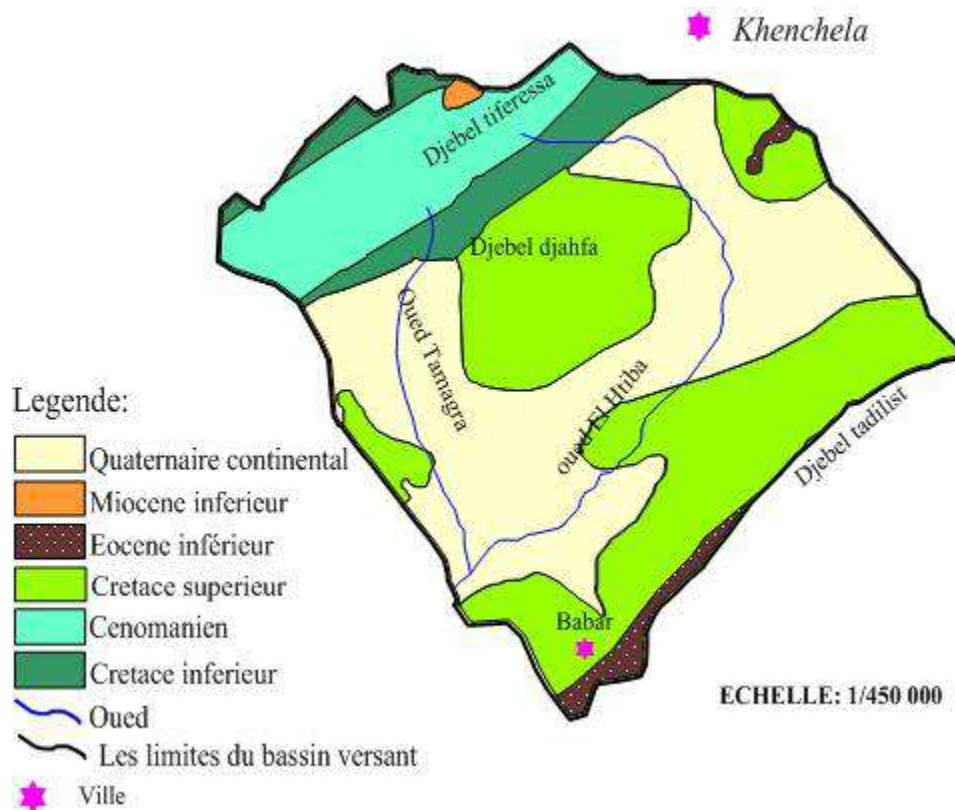 Khenchela
Djebel tiferessa
Djebel djahfa
Oued Tamagra
oued El Htiba
Djebel tadilist
Babar
Legende:
Quaternaire continental
Miocene inferieur
Eocene inférieur
Cretace superieur
Cenomanien
Cretace inferieur
Oued
Les limites du bassin versant
Ville
ECHELLE: 1/450 000